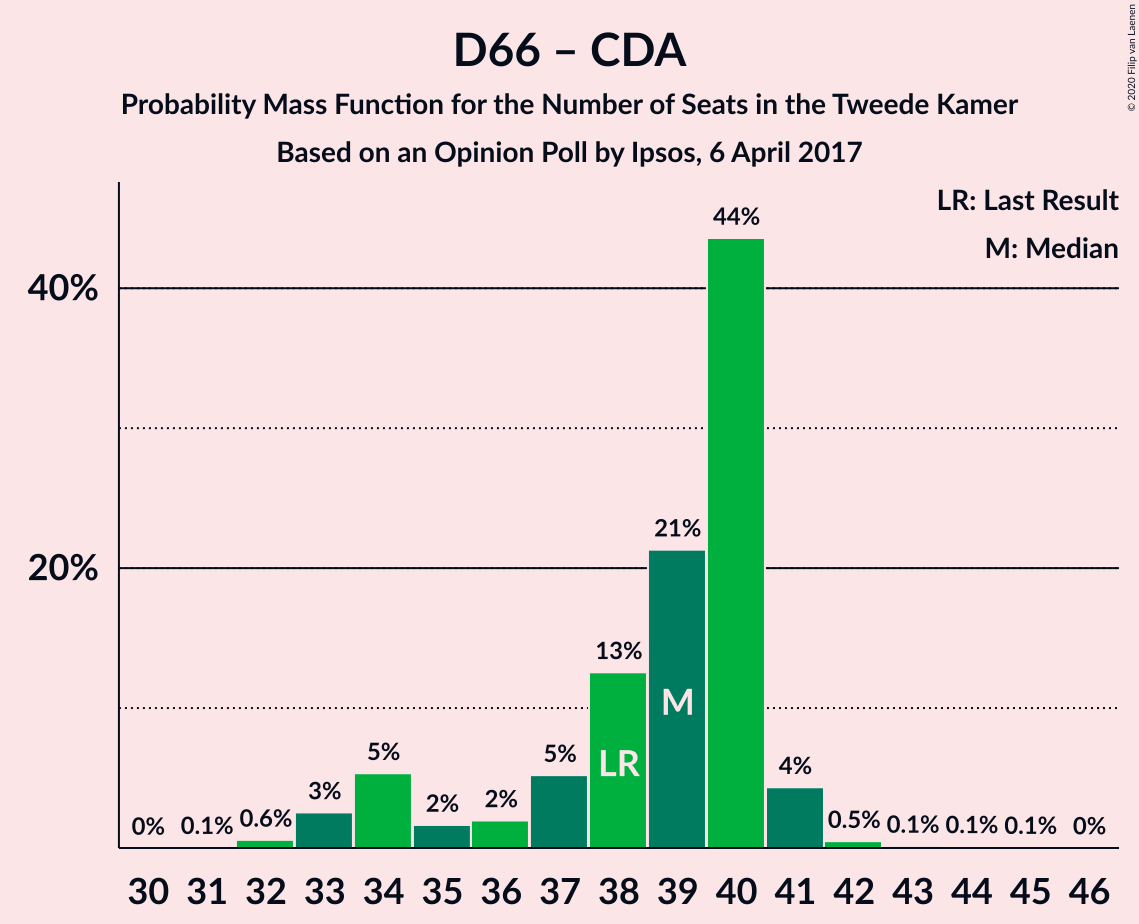 D66 – CDA
Probability Mass Function for the Number of Seats in the Tweede Kamer
Based on an Opinion Poll by Ipsos, 6 April 2017
© 2020 Filip van Laenen
LR: Last Result
M: Median
40%
20%
0%
0.1%
0.6%
3%
5%
2%
2%
5%
13%
21%
44%
4%
0.5%
0.1%
0.1%
0.1%
0%
LR
M
30 31 32 33 34 35 36 37 38 39 40 41 42 43 44 45 46